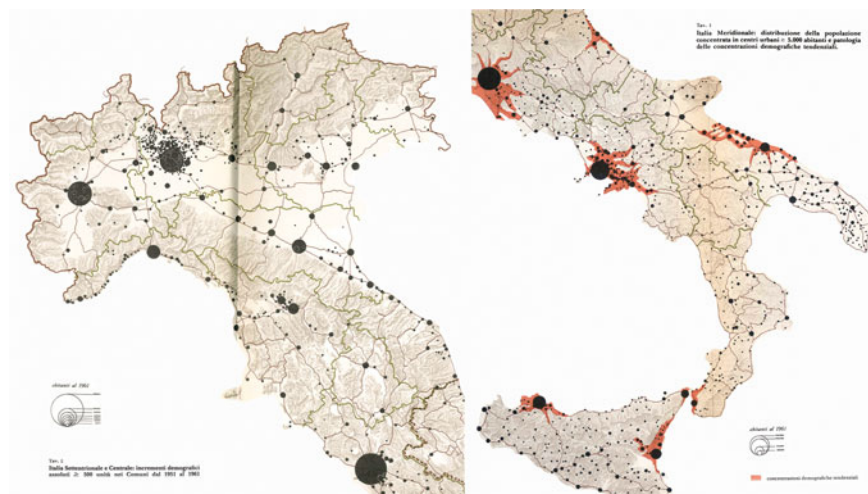 abitanti al 1961
Tav. 2
Italia Settentrionale e Centrale: incrementi demografici
assoluti ≥ 500 unità nei Comuni dal 1951 al 1961
Tav. 1
Italia Meridionale: distribuzione della popolazione
concentrata in centri urbani ≥ 5.000 abitanti e patologia
delle concentrazioni demografiche tendenziali.
abitanti al 1961
concentrazioni demografiche tendenziali